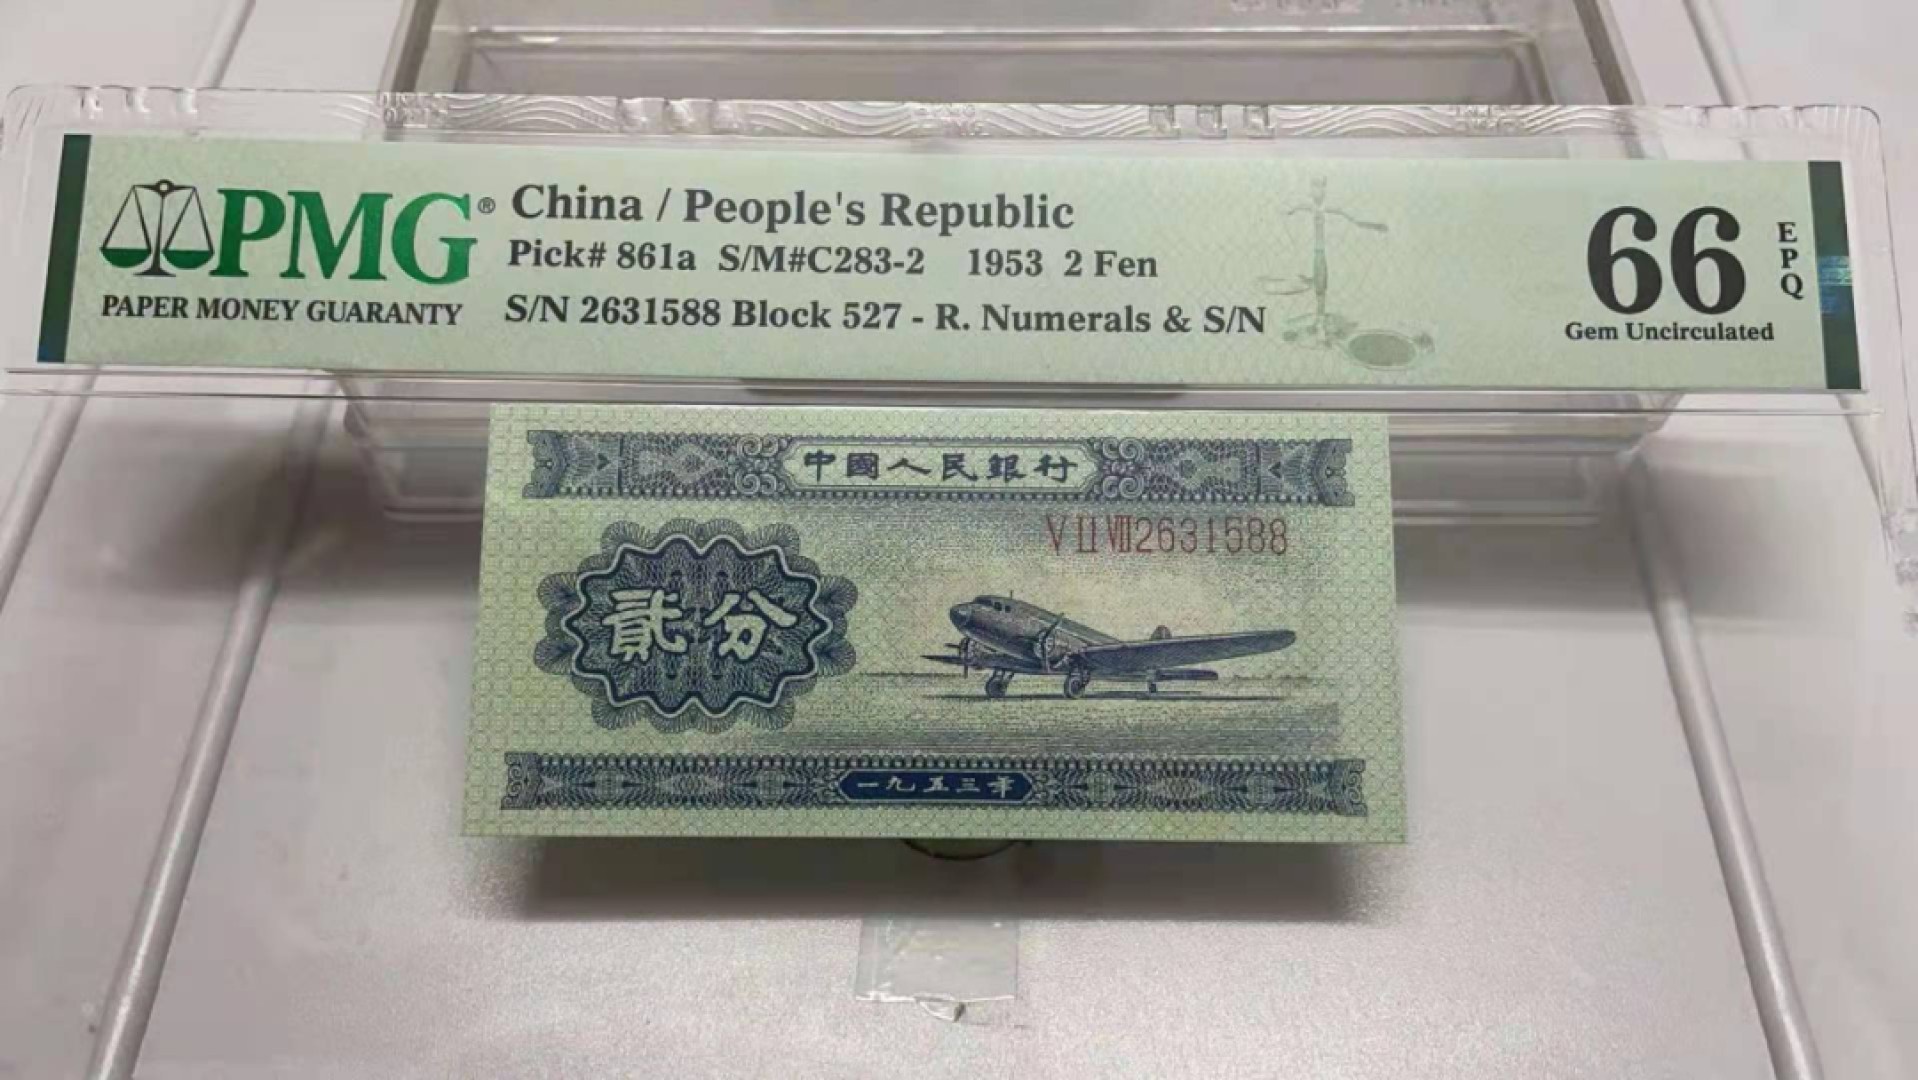 PMG® China / People's Republic
Pick# 861a S/M#C283-2 1953 2 Fen
PAPER MONEY GUARANTY S/N 2631588 Block 527 - R. Numerals & S/N
66 EPQ
Gem Uncirculated
中國人民銀行
V II VIII 2631588
貳分
一九五三年